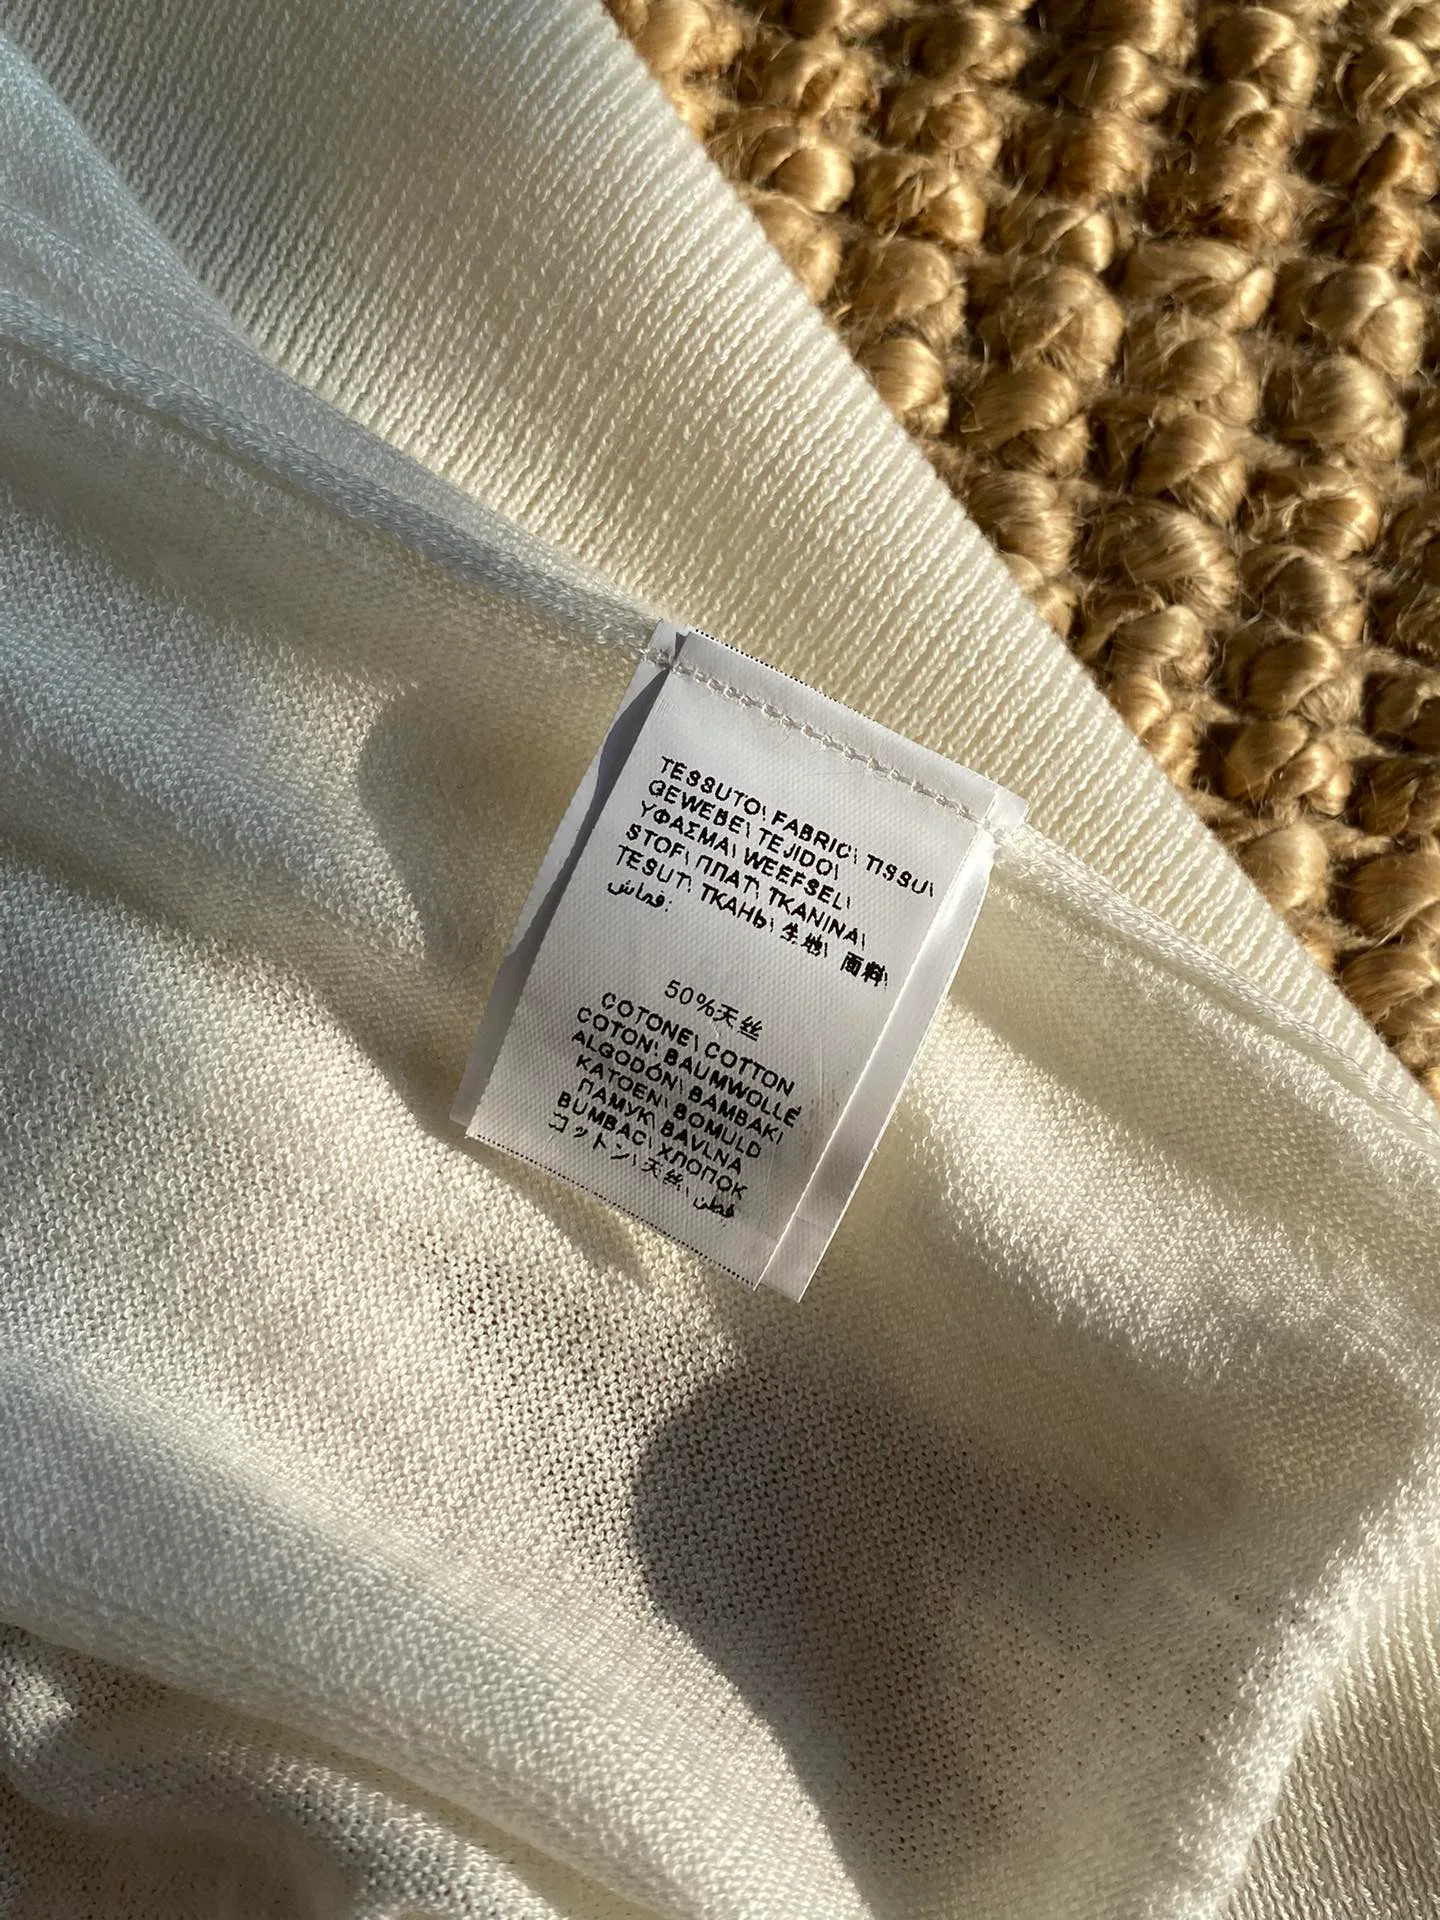 TESSUTO\ FABRIC\ TISSU\
GEWEBE\ TEJIDO\
ΥΦΑΣΜΑ\ WEEFSEL\
STOF\ ПЛАТ\ TKANINA\
TESUT\ ТКАНЬ\ 生地\ 面料\
قماش:
50%天丝
COTONE\ COTTON
COTON\ BAUMWOLLE
ALGODÓN\ BAMBAKI
KATOEN\ BOMULD
ПАМУК\ BAVLNA
BUMBAC\ ХЛОПОК
コットン\ 天丝\ قطن